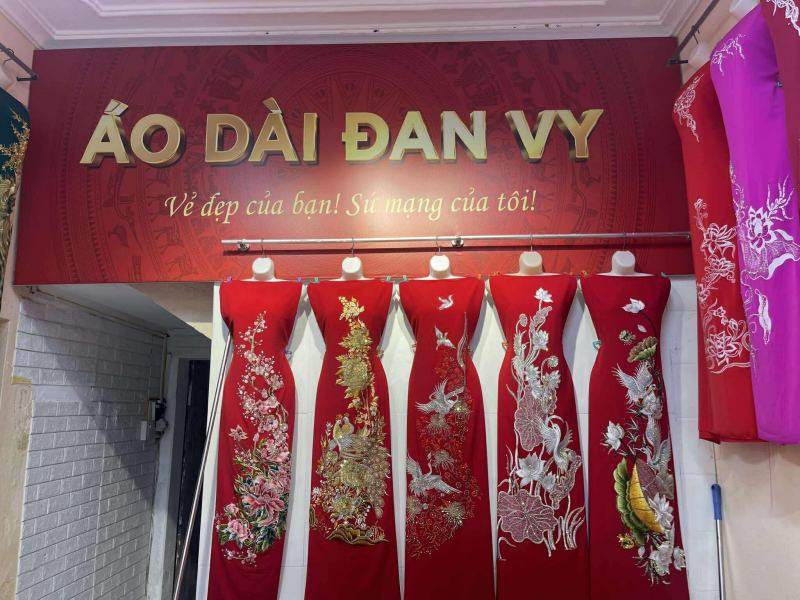 ÁO DÀI ĐAN VY
Vẻ đẹp của bạn! Sứ mạng của tôi!